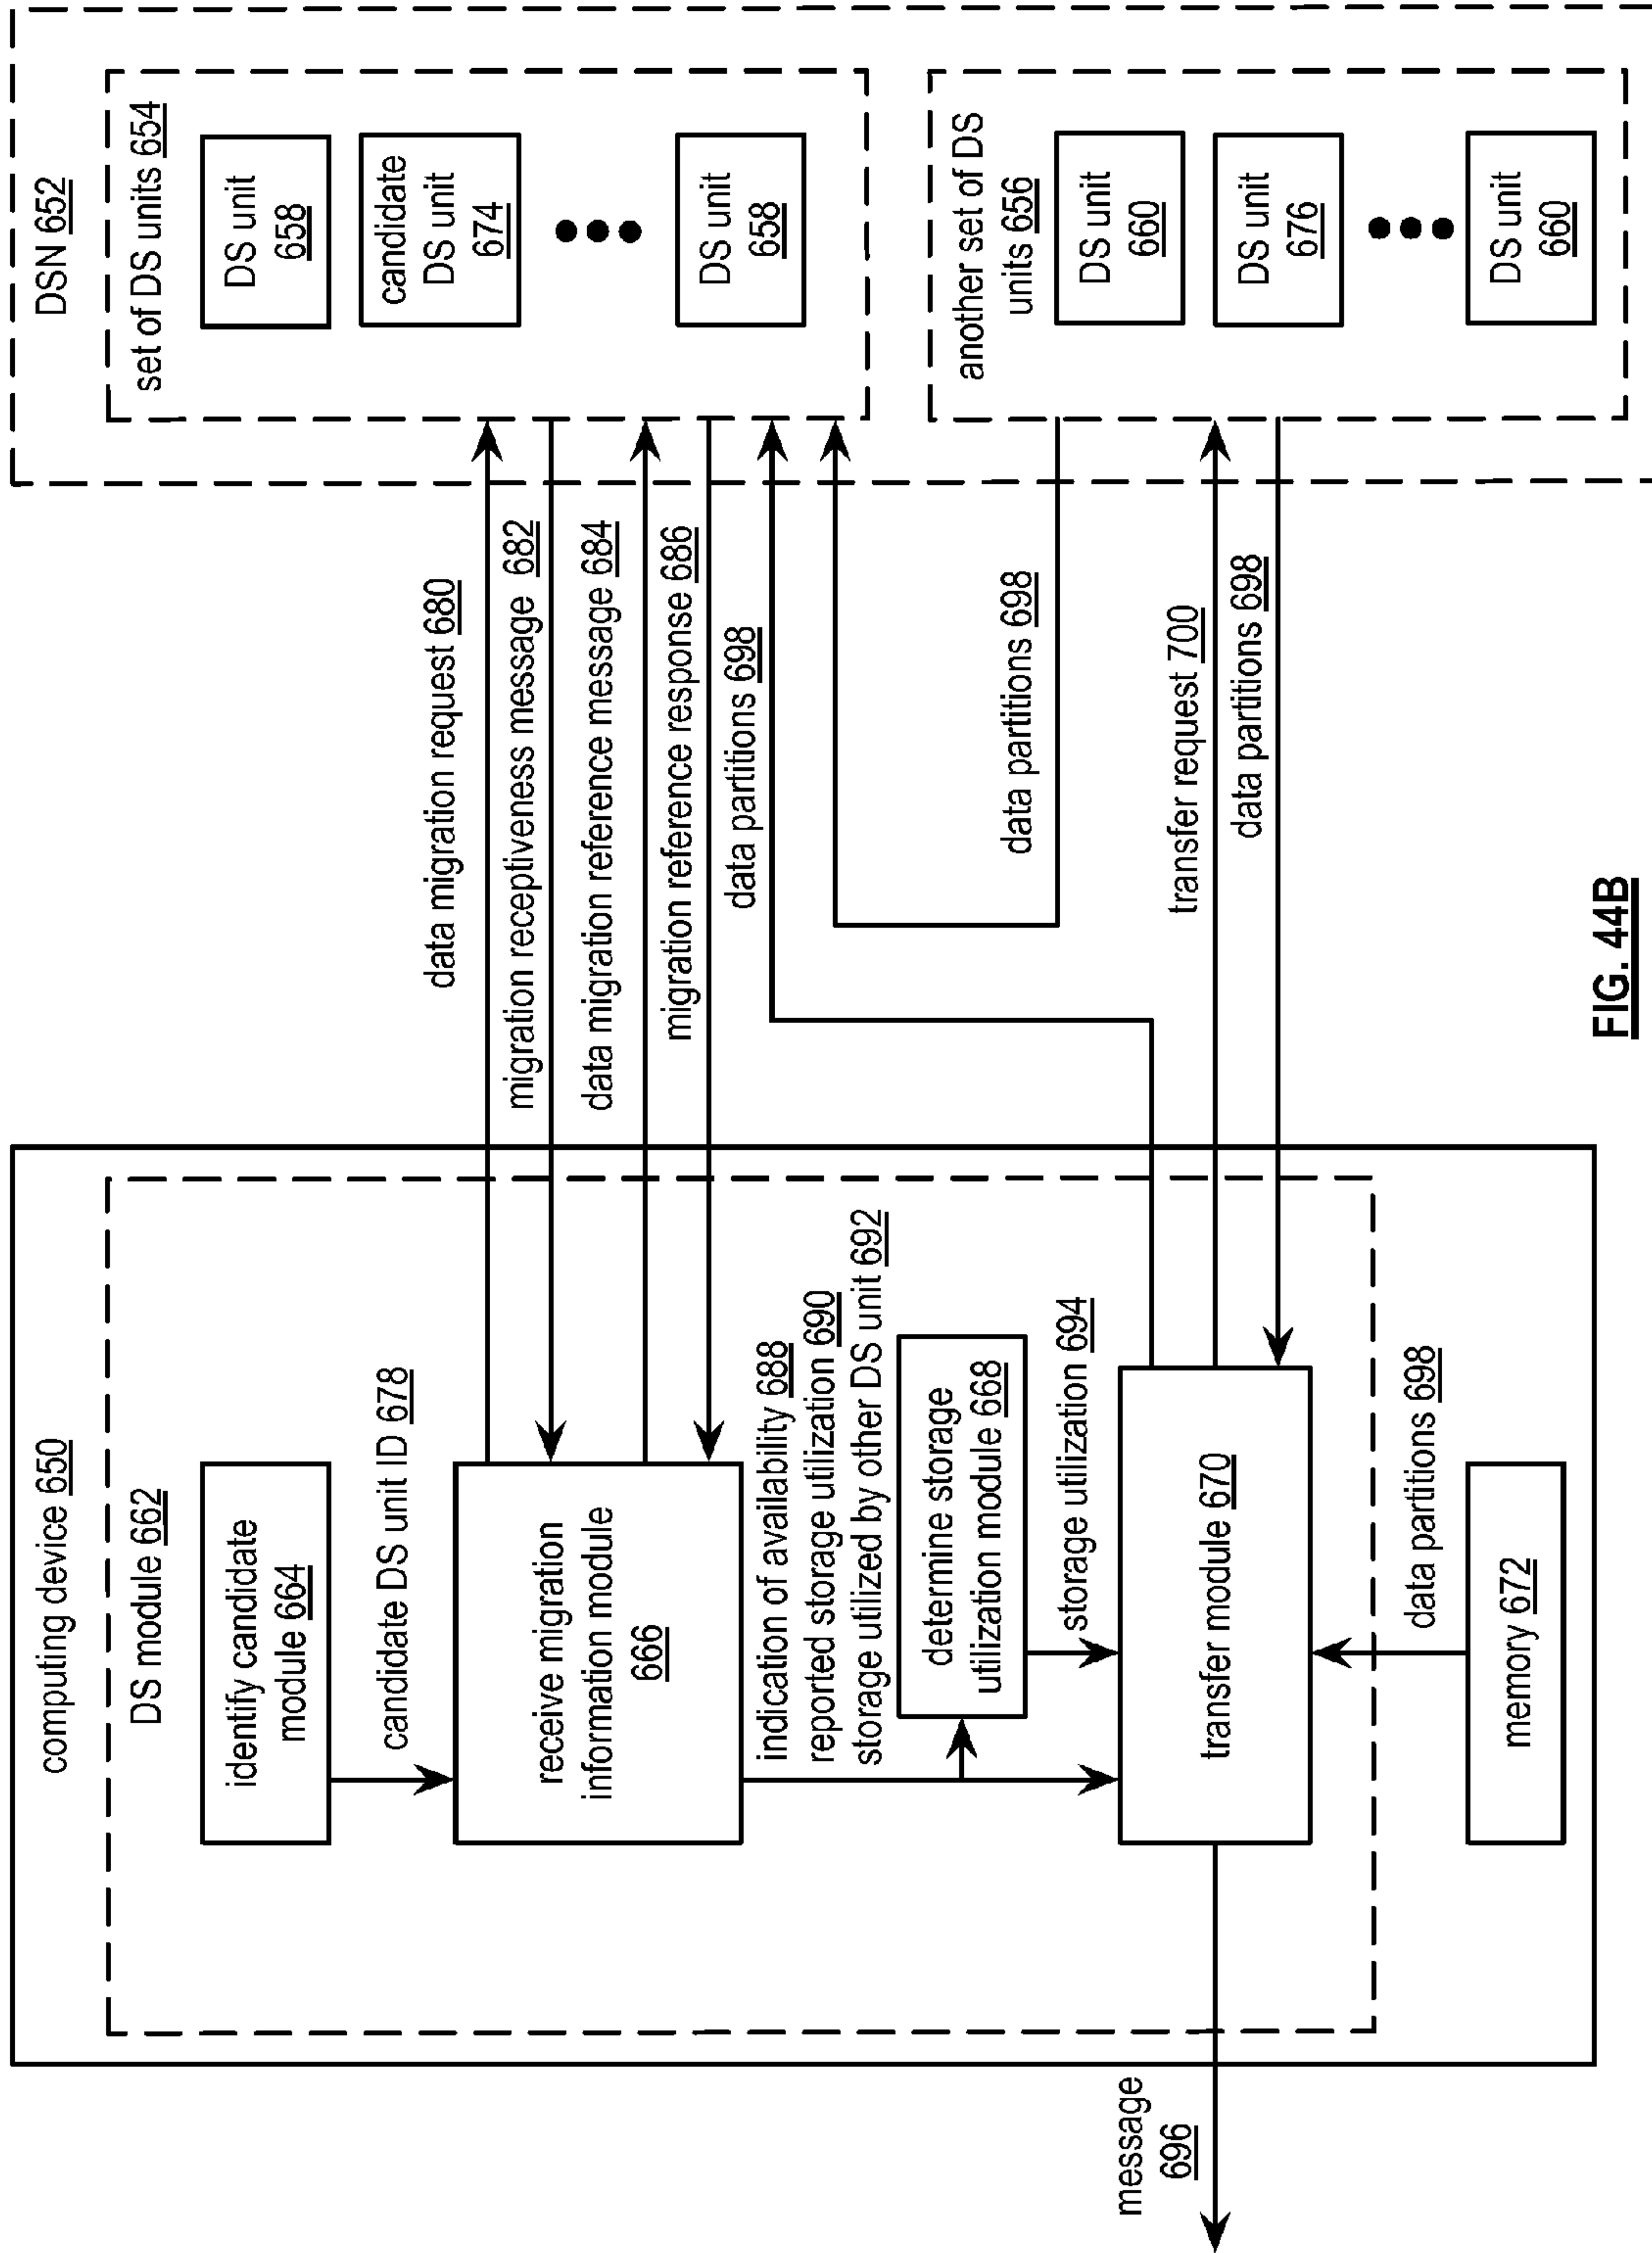 computing device 650
DS module 662
identify candidate
module 664
candidate DS unit ID 678
receive migration
information module
666
indication of availability 688
reported storage utilization 690
storage utilized by other DS unit 692
determine storage
utilization module 668
storage utilization 694
transfer module 670
data partitions 698
memory 672
message
696
data migration request 680
migration receptiveness message 682
data migration reference message 684
migration reference response 686
data partitions 698
data partitions 698
transfer request 700
data partitions 698
DSN 652
set of DS units 654
DS unit
658
candidate
DS unit
674
DS unit
658
another set of DS
units 656
DS unit
660
DS unit
676
DS unit
660
FIG. 44B